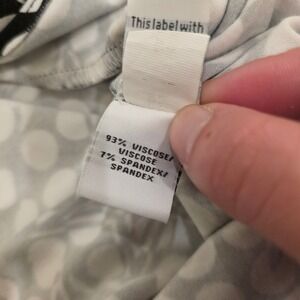 This label with
93% VISCOSE/
VISCOSE
7% SPANDEX/
SPANDEX